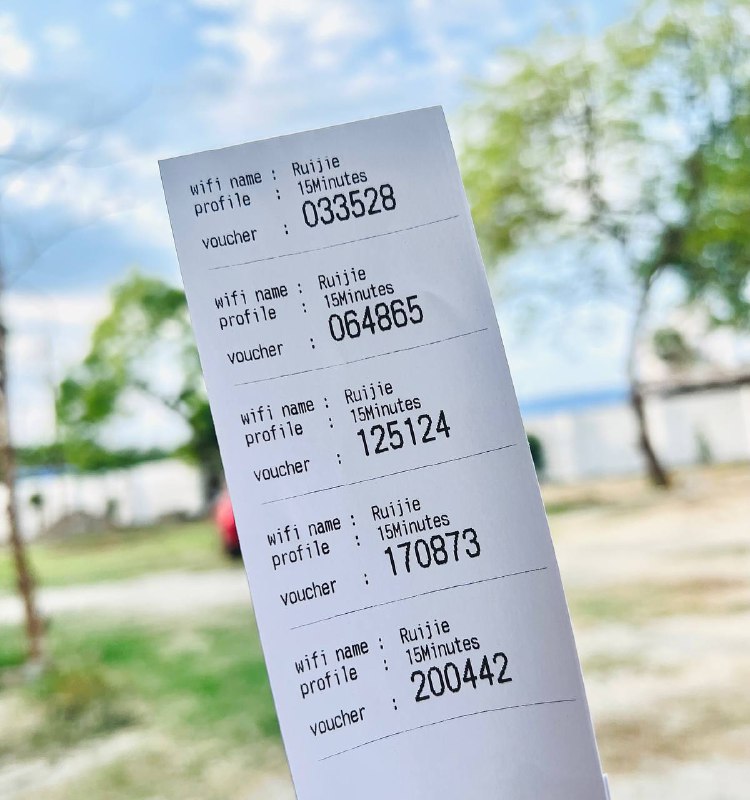 wifi name : Ruijie
profile : 15Minutes
voucher : 033528
wifi name : Ruijie
profile : 15Minutes
voucher : 064865
wifi name : Ruijie
profile : 15Minutes
voucher : 125124
wifi name : Ruijie
profile : 15Minutes
voucher : 170873
wifi name : Ruijie
profile : 15Minutes
voucher : 200442